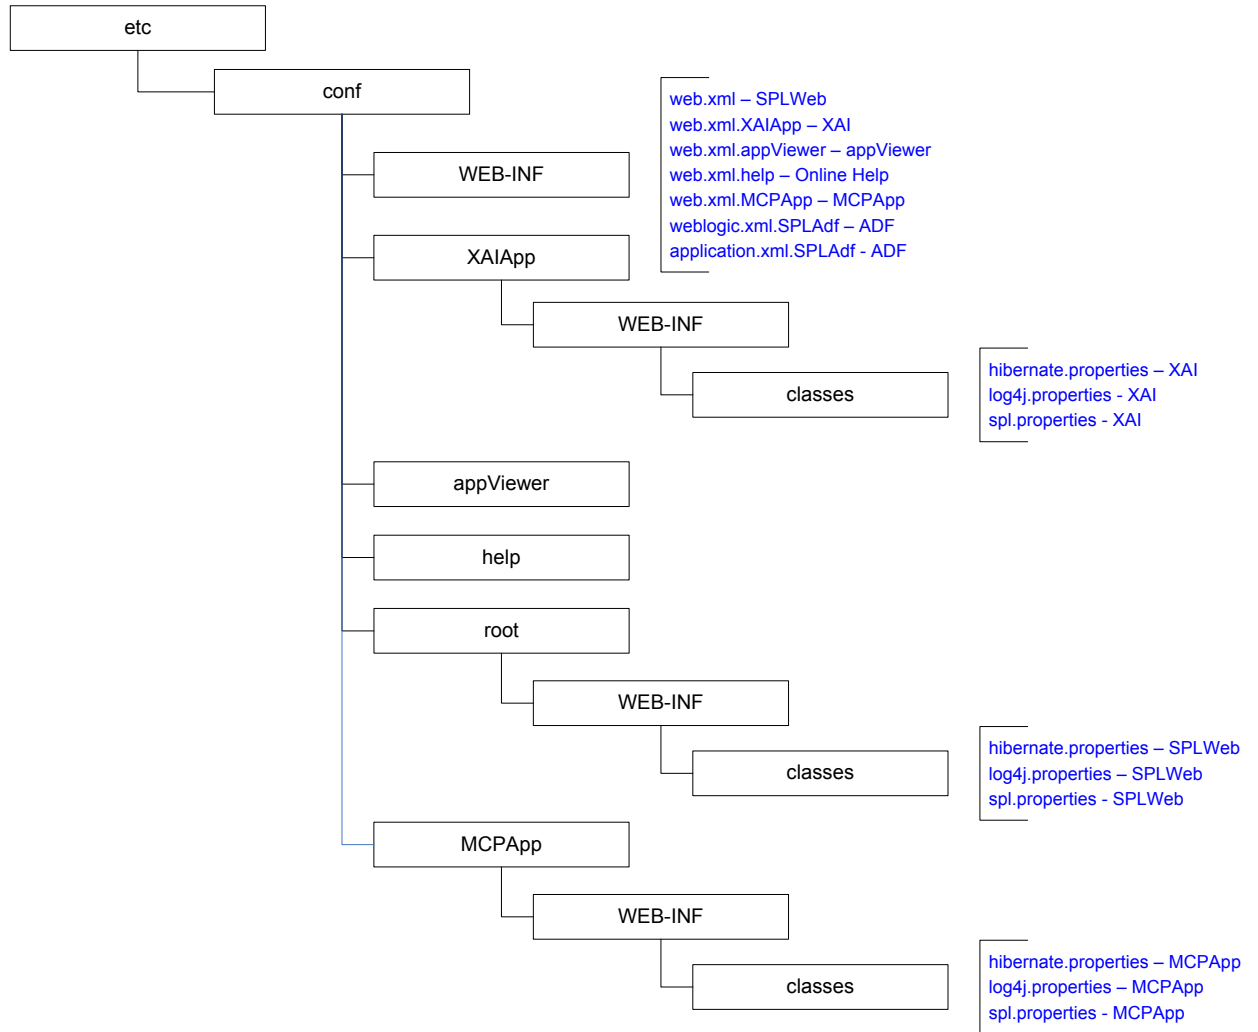 etc
conf
web.xml – SPLWeb
web.xml.XAIApp – XAI
web.xml.appViewer – appViewer
web.xml.help – Online Help
web.xml.MCPApp – MCPApp
weblogic.xml.SPLAdf – ADF
application.xml.SPLAdf - ADF
WEB-INF
XAIApp
WEB-INF
classes
hibernate.properties – XAI
log4j.properties - XAI
spl.properties - XAI
appViewer
help
root
WEB-INF
classes
hibernate.properties – SPLWeb
log4j.properties – SPLWeb
spl.properties - SPLWeb
MCPApp
WEB-INF
classes
hibernate.properties – MCPApp
log4j.properties – MCPApp
spl.properties - MCPApp